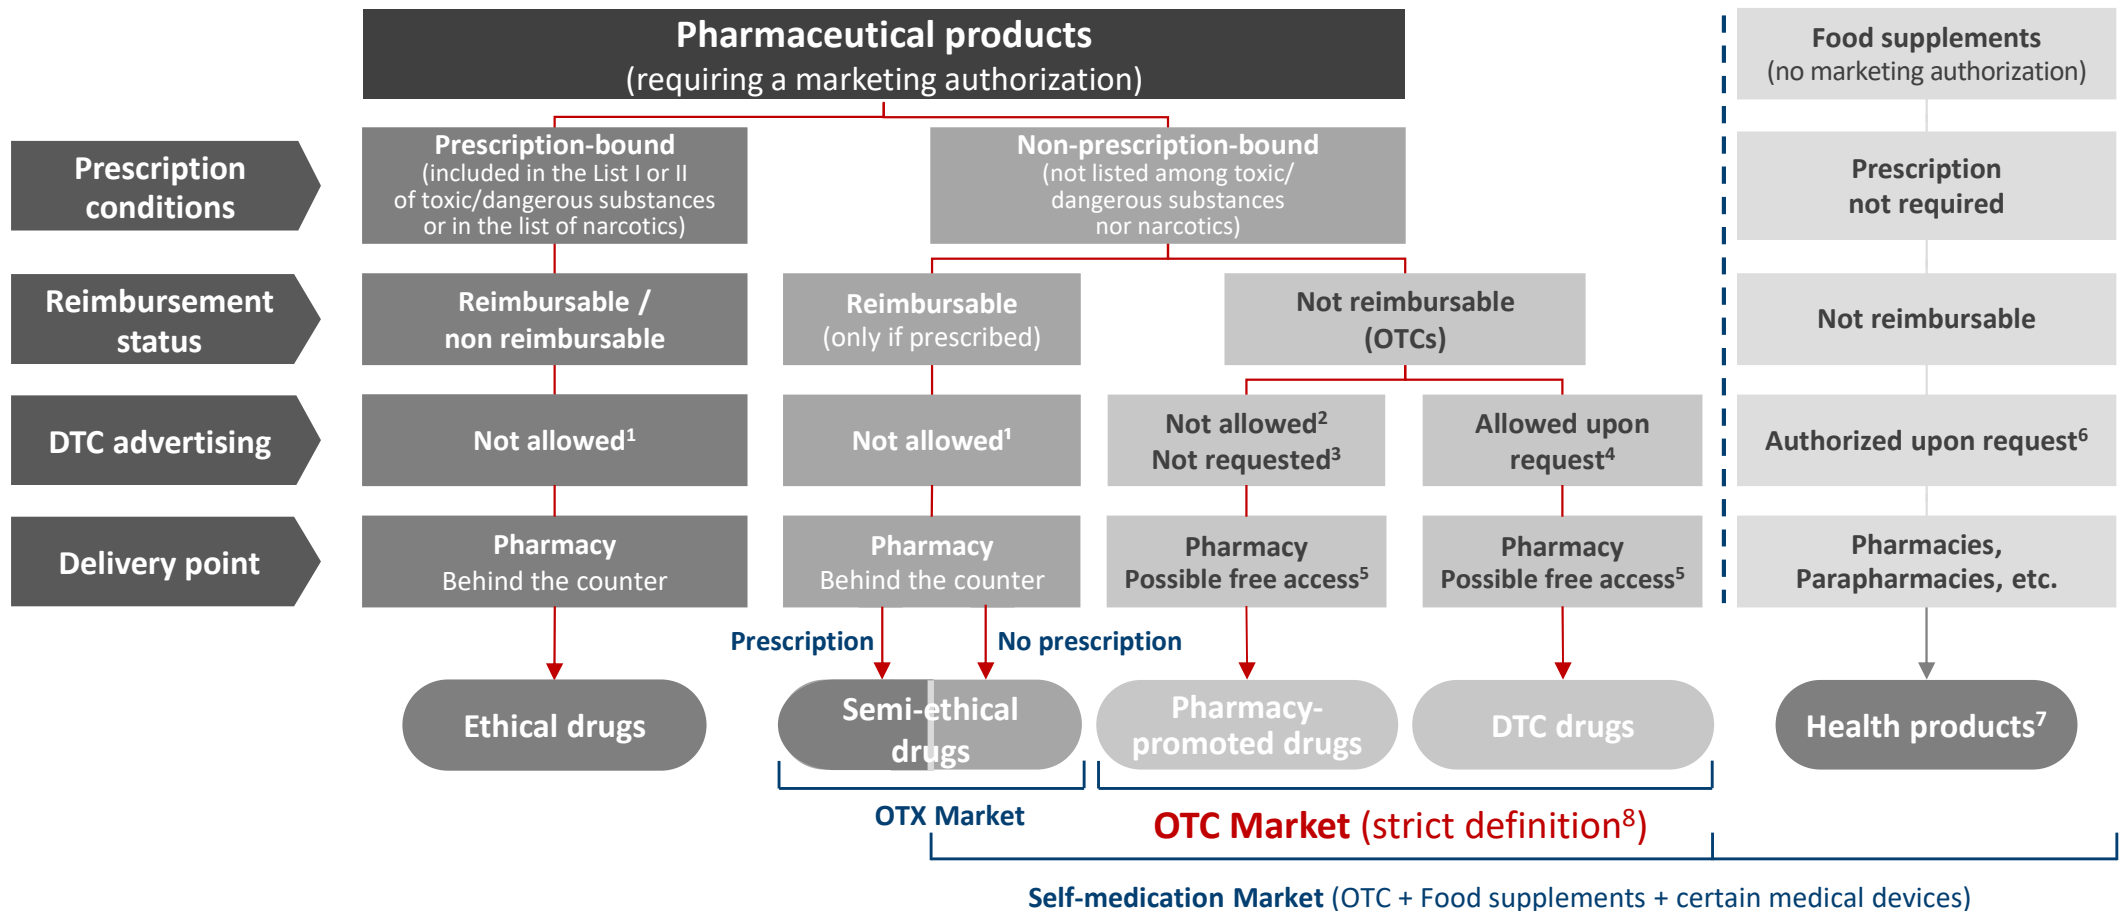 Pharmaceutical products
(requiring a marketing authorization)
Food supplements
(no marketing authorization)
Prescription
conditions
Prescription-bound
(included in the List I or II
of toxic/dangerous substances
or in the list of narcotics)
Non-prescription-bound
(not listed among toxic/
dangerous substances
nor narcotics)
Prescription
not required
Reimbursement
status
Reimbursable /
non reimbursable
Reimbursable
(only if prescribed)
Not reimbursable
(OTCs)
Not reimbursable
DTC advertising
Not allowed¹
Not allowed¹
Not allowed²
Not requested³
Allowed upon
request⁴
Authorized upon request⁶
Delivery point
Pharmacy
Behind the counter
Pharmacy
Behind the counter
Pharmacy
Possible free access⁵
Pharmacy
Possible free access⁵
Pharmacies,
Parapharmacies, etc.
Prescription
No prescription
Ethical drugs
Semi-ethical
drugs
Pharmacy-
promoted drugs
DTC drugs
Health products⁷
OTX Market
OTC Market (strict definition⁸)
Self-medication Market (OTC + Food supplements + certain medical devices)